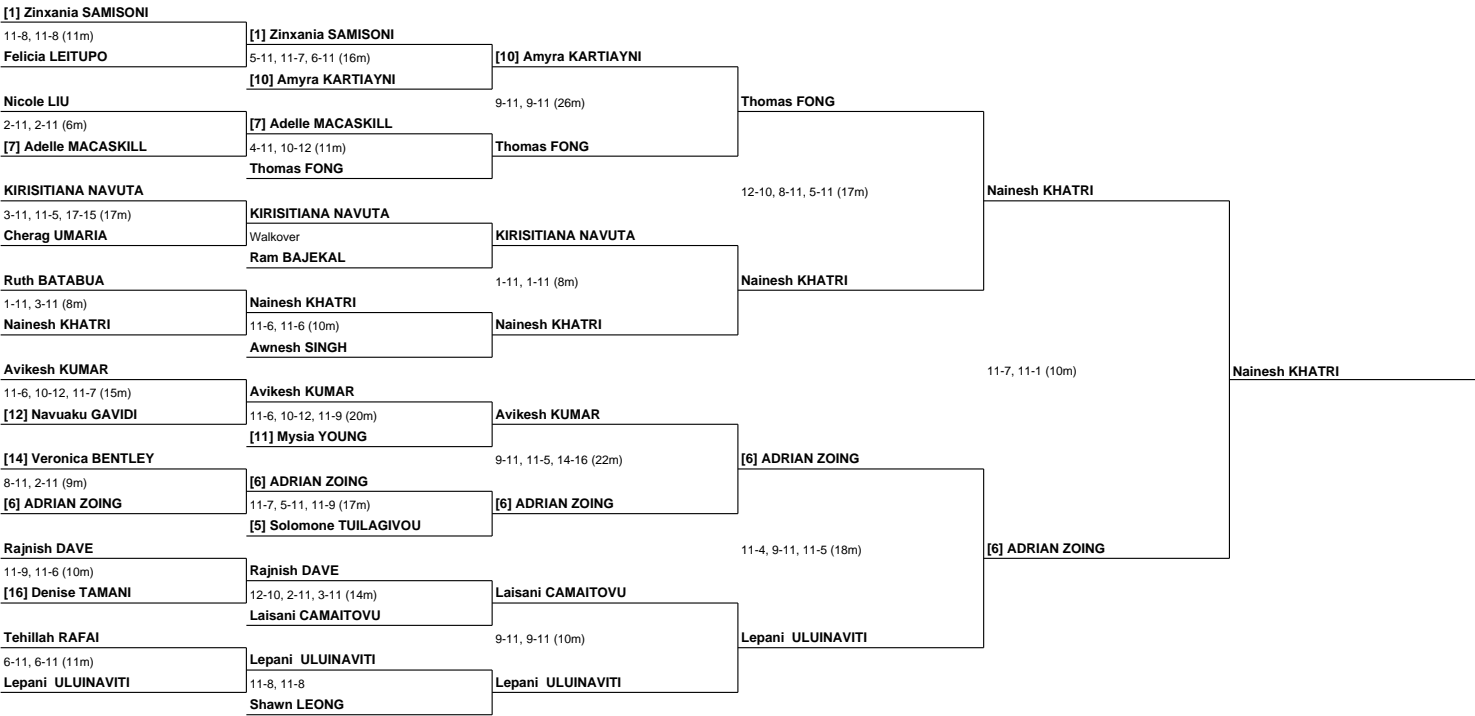 [1] Zinxania SAMISONI
11-8, 11-8 (11m)
Felicia LEITUPO
Nicole LIU
2-11, 2-11 (6m)
[7] Adelle MACASKILL
KIRISITIANA NAVUTA
3-11, 11-5, 17-15 (17m)
Cherag UMARIA
Ruth BATABUA
1-11, 3-11 (8m)
Nainesh KHATRI
Avikesh KUMAR
11-6, 10-12, 11-7 (15m)
[12] Navuaku GAVIDI
[14] Veronica BENTLEY
8-11, 2-11 (9m)
[6] ADRIAN ZOING
Rajnish DAVE
11-9, 11-6 (10m)
[16] Denise TAMANI
Tehillah RAFAI
6-11, 6-11 (11m)
Lepani  ULUINAVITI
[1] Zinxania SAMISONI
5-11, 11-7, 6-11 (16m)
[10] Amyra KARTIAYNI
[7] Adelle MACASKILL
4-11, 10-12 (11m)
Thomas FONG
KIRISITIANA NAVUTA
Walkover
Ram BAJEKAL
Nainesh KHATRI
11-6, 11-6 (10m)
Awnesh SINGH
Avikesh KUMAR
11-6, 10-12, 11-9 (20m)
[11] Mysia YOUNG
[6] ADRIAN ZOING
11-7, 5-11, 11-9 (17m)
[5] Solomone TUILAGIVOU
Rajnish DAVE
12-10, 2-11, 3-11 (14m)
Laisani CAMAITOVU
Lepani  ULUINAVITI
11-8, 11-8
Shawn LEONG
[10] Amyra KARTIAYNI
9-11, 9-11 (26m)
Thomas FONG
KIRISITIANA NAVUTA
1-11, 1-11 (8m)
Nainesh KHATRI
Avikesh KUMAR
9-11, 11-5, 14-16 (22m)
[6] ADRIAN ZOING
Laisani CAMAITOVU
9-11, 9-11 (10m)
Lepani  ULUINAVITI
Thomas FONG
12-10, 8-11, 5-11 (17m)
Nainesh KHATRI
[6] ADRIAN ZOING
11-4, 9-11, 11-5 (18m)
Lepani  ULUINAVITI
Nainesh KHATRI
11-7, 11-1 (10m)
[6] ADRIAN ZOING
Nainesh KHATRI